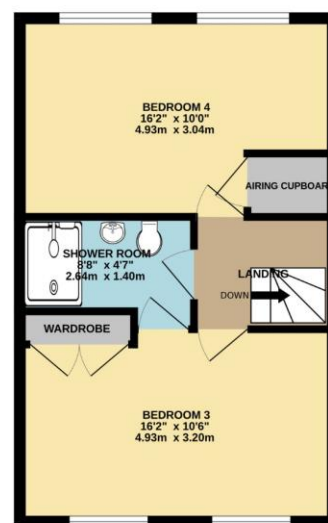 BEDROOM 4
16'2" x 10'0"
4.93m x 3.04m
AIRING CUPBOAR
SHOWER ROOM
8'8" x 4'7"
2.64m x 1.40m
LANDING
DOWN
WARDROBE
BEDROOM 3
16'2" x 10'6"
4.93m x 3.20m